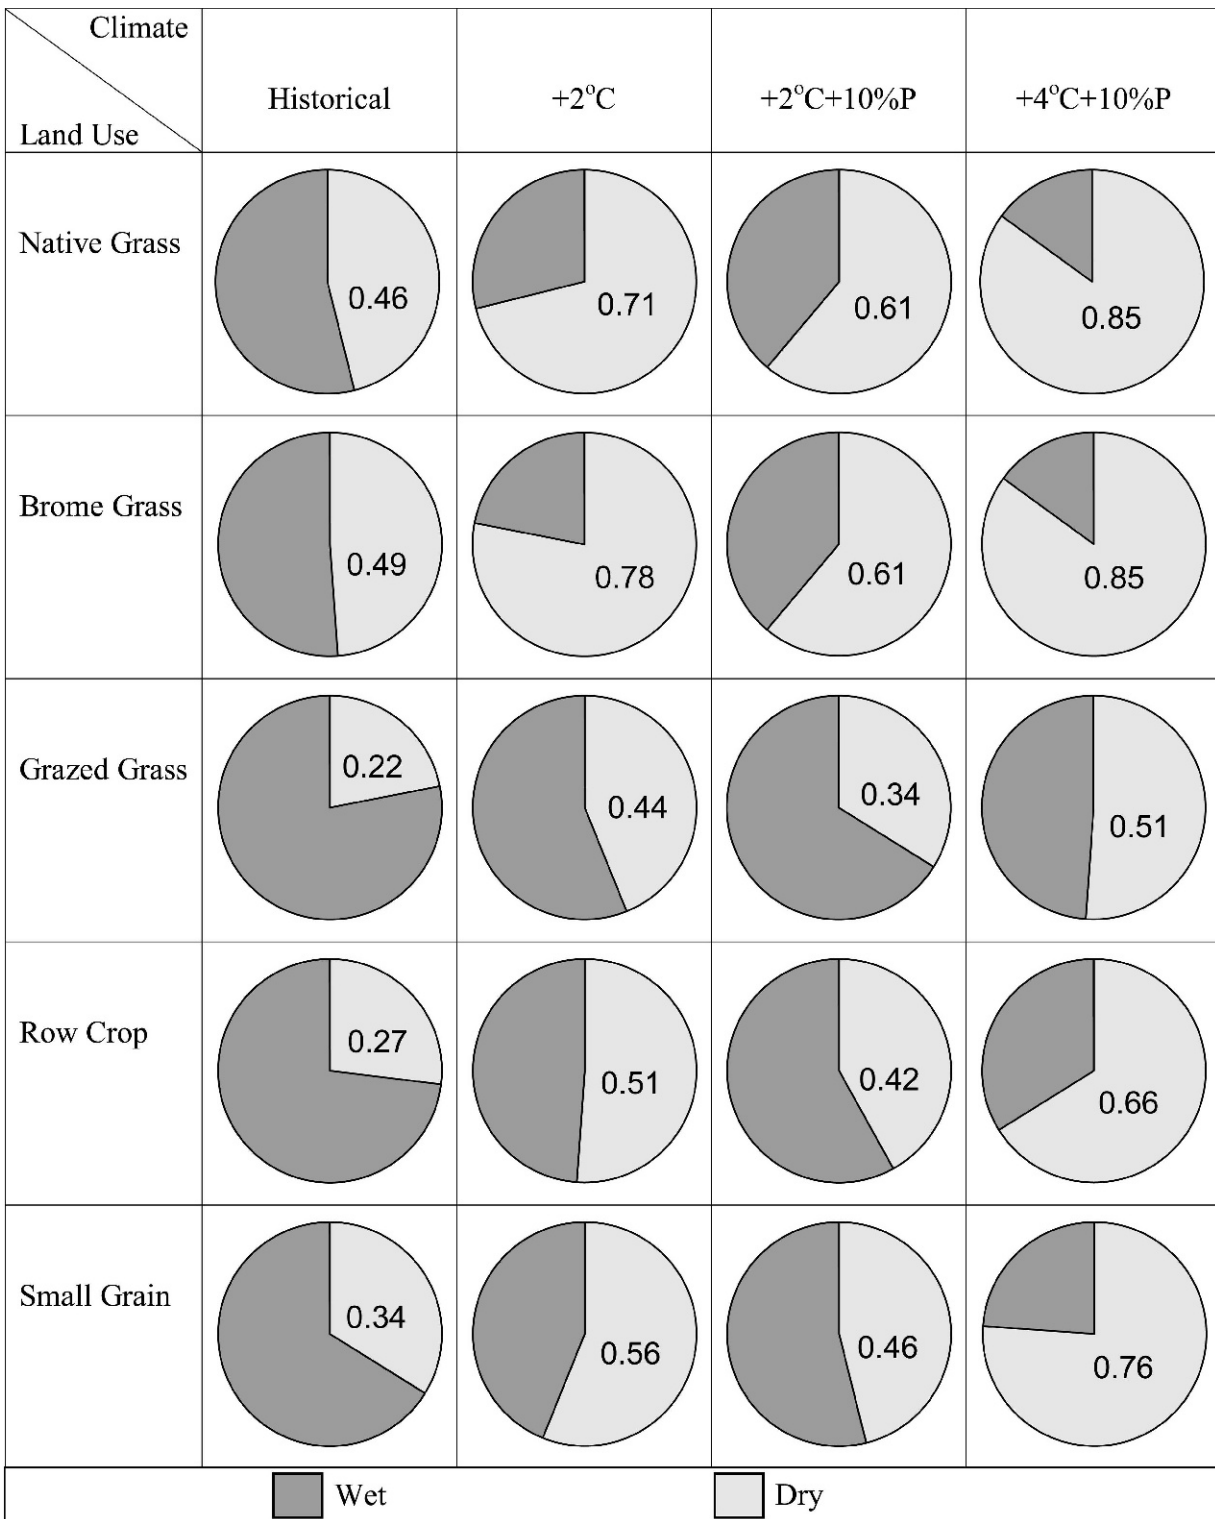 Climate
Land Use
Historical
+2°C
+2°C+10%P
+4°C+10%P
Native Grass
0.46
0.71
0.61
0.85
Brome Grass
0.49
0.78
0.61
0.85
Grazed Grass
0.22
0.44
0.34
0.51
Row Crop
0.27
0.51
0.42
0.66
Small Grain
0.34
0.56
0.46
0.76
Wet
Dry